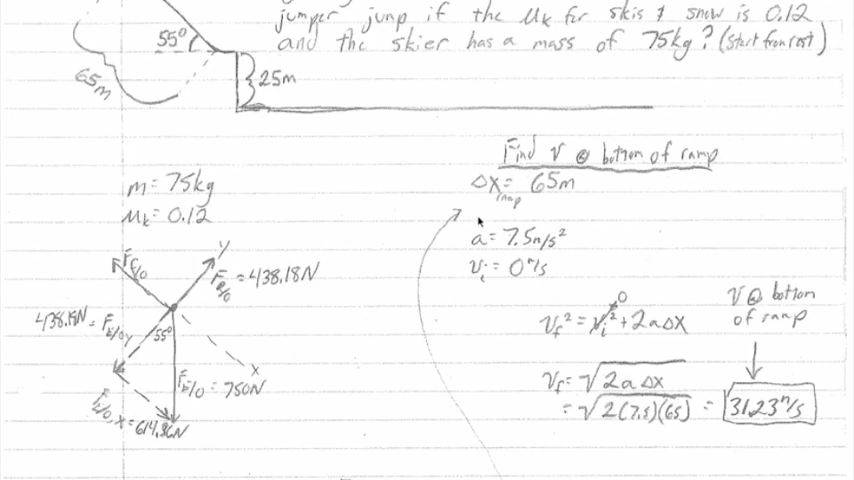 jumper jump if the μk for skis & snow is 0.12
and the skier has a mass of 75kg? (start from rest)
55°
65m
25m
Find V @ bottom of ramp
Δx ramp = 65m
m = 75kg
μk = 0.12
a = 7.5m/s²
vi = 0 m/s
y
438.18N
438.18N =
55°
x
= 750N
x = 614.36N
0
vf² = vi² + 2aΔx
V @ bottom
of ramp
vf = √2aΔx
= √2(7.5)(65) = 31.23m/s